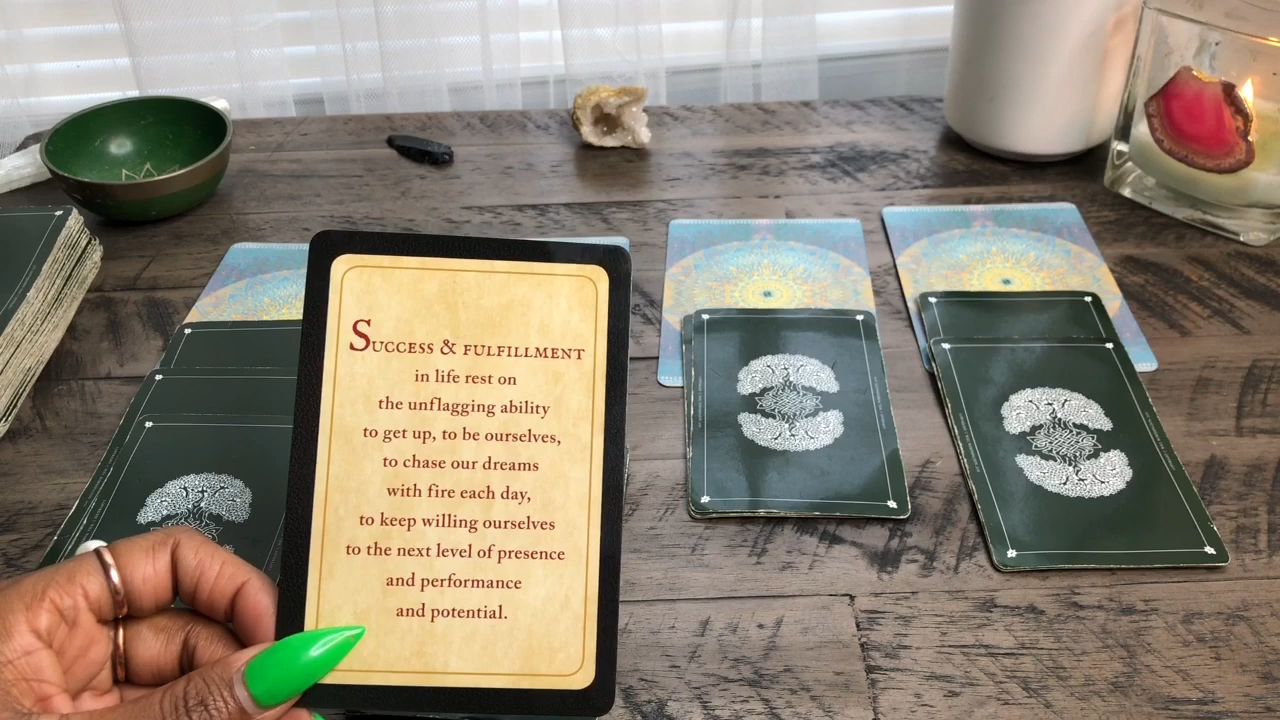 SUCCESS & FULFILLMENT
in life rest on
the unflagging ability
to get up, to be ourselves,
to chase our dreams
with fire each day,
to keep willing ourselves
to the next level of presence
and performance
and potential.